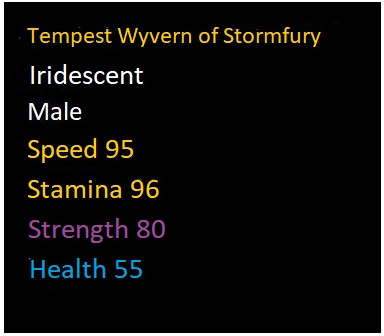 Tempest Wyvern of Stormfury
Iridescent
Male
Speed 95
Stamina 96
Strength 80
Health 55